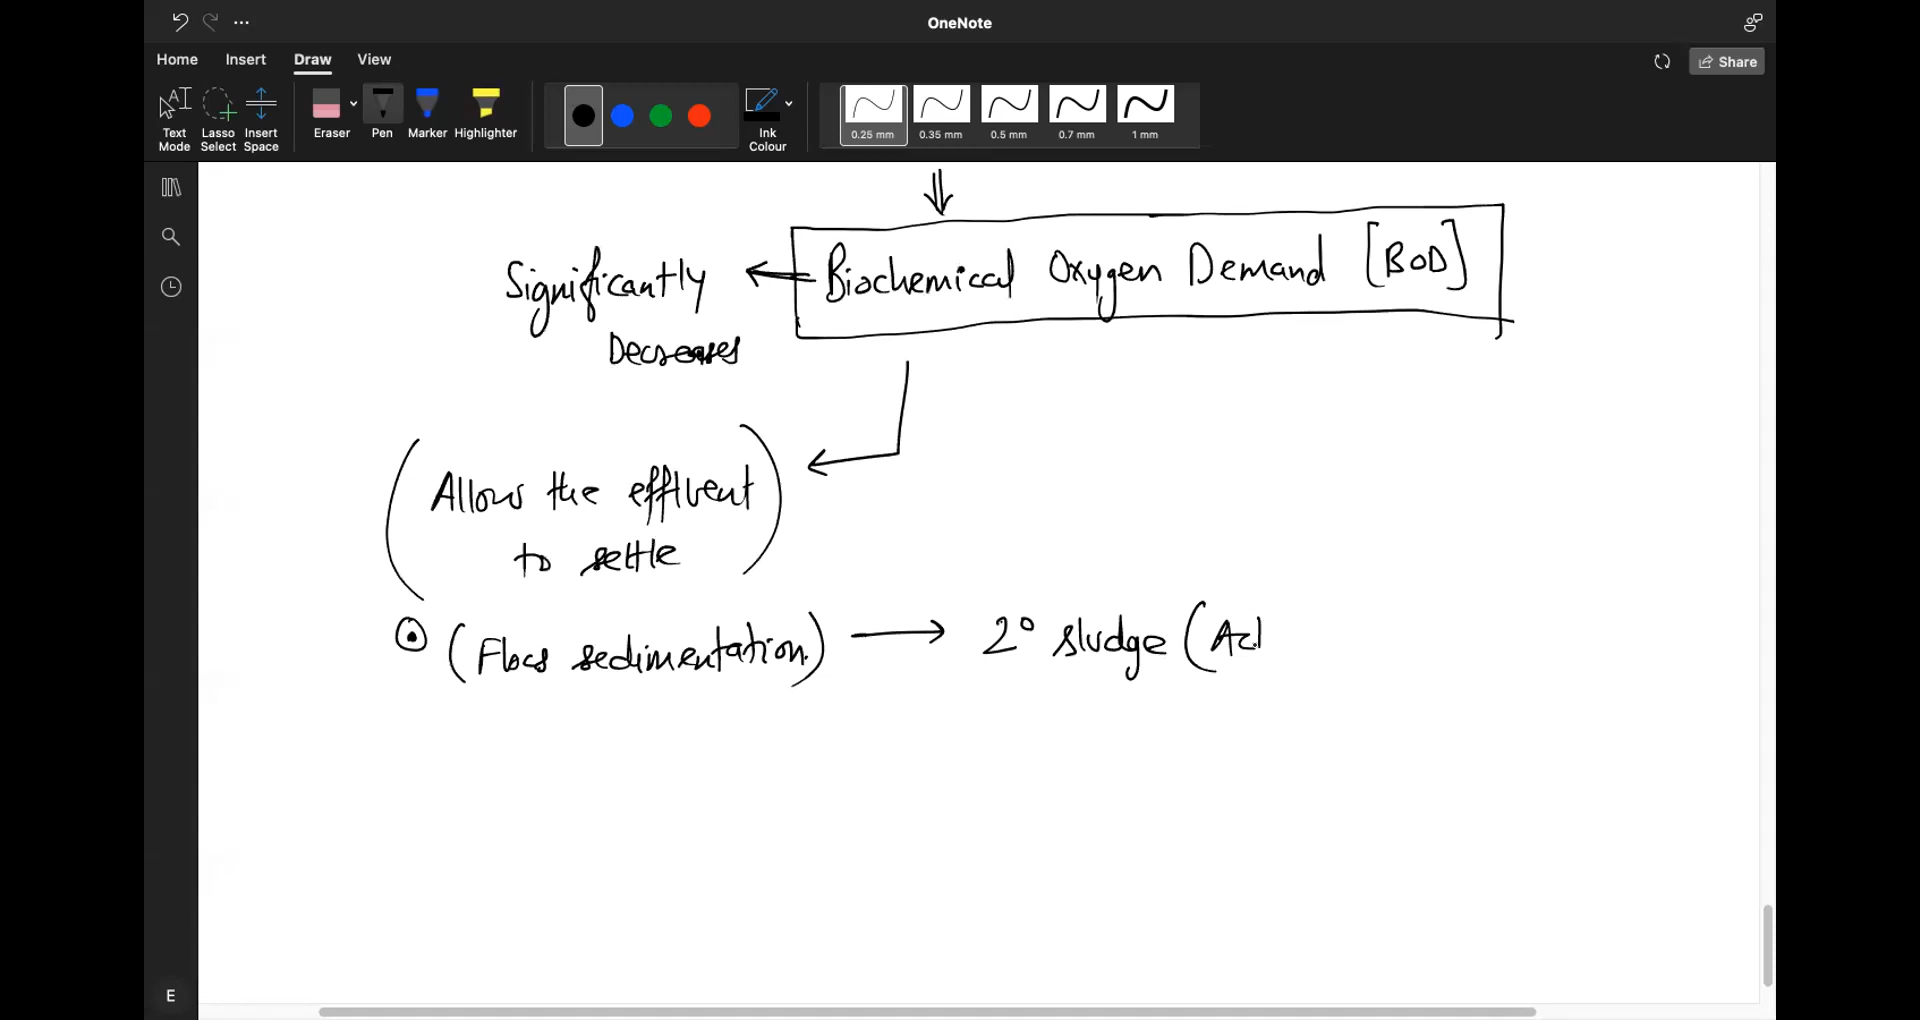 OneNote
Home Insert Draw View
Share
Text Mode
Lasso Select
Insert Space
Eraser
Pen
Marker
Highlighter
Ink Colour
0.25 mm
0.35 mm
0.5 mm
0.7 mm
1 mm
Biochemical Oxygen Demand [BOD]
Significantly
Decreases
(Allows the effluent
to settle)
(Flocs sedimentation) → 2° sludge (Act
E